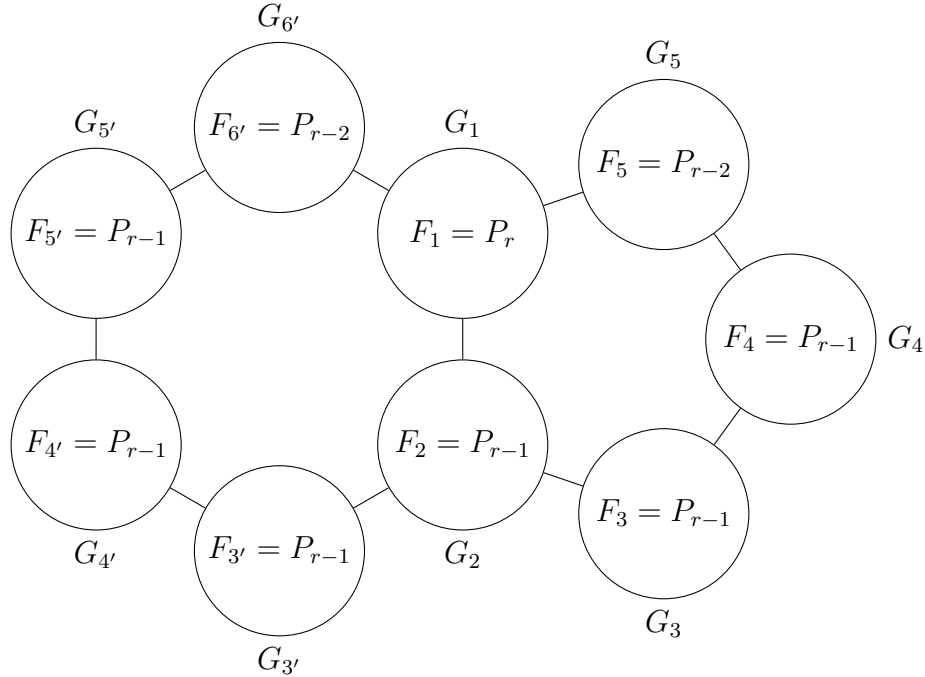 G_{6'}
G_5
F_{6'} = P_{r-2}
G_{5'}
G_1
F_5 = P_{r-2}
F_{5'} = P_{r-1}
F_1 = P_r
F_4 = P_{r-1}
G_4
F_{4'} = P_{r-1}
F_2 = P_{r-1}
F_3 = P_{r-1}
F_{3'} = P_{r-1}
G_{4'}
G_2
G_3
G_{3'}